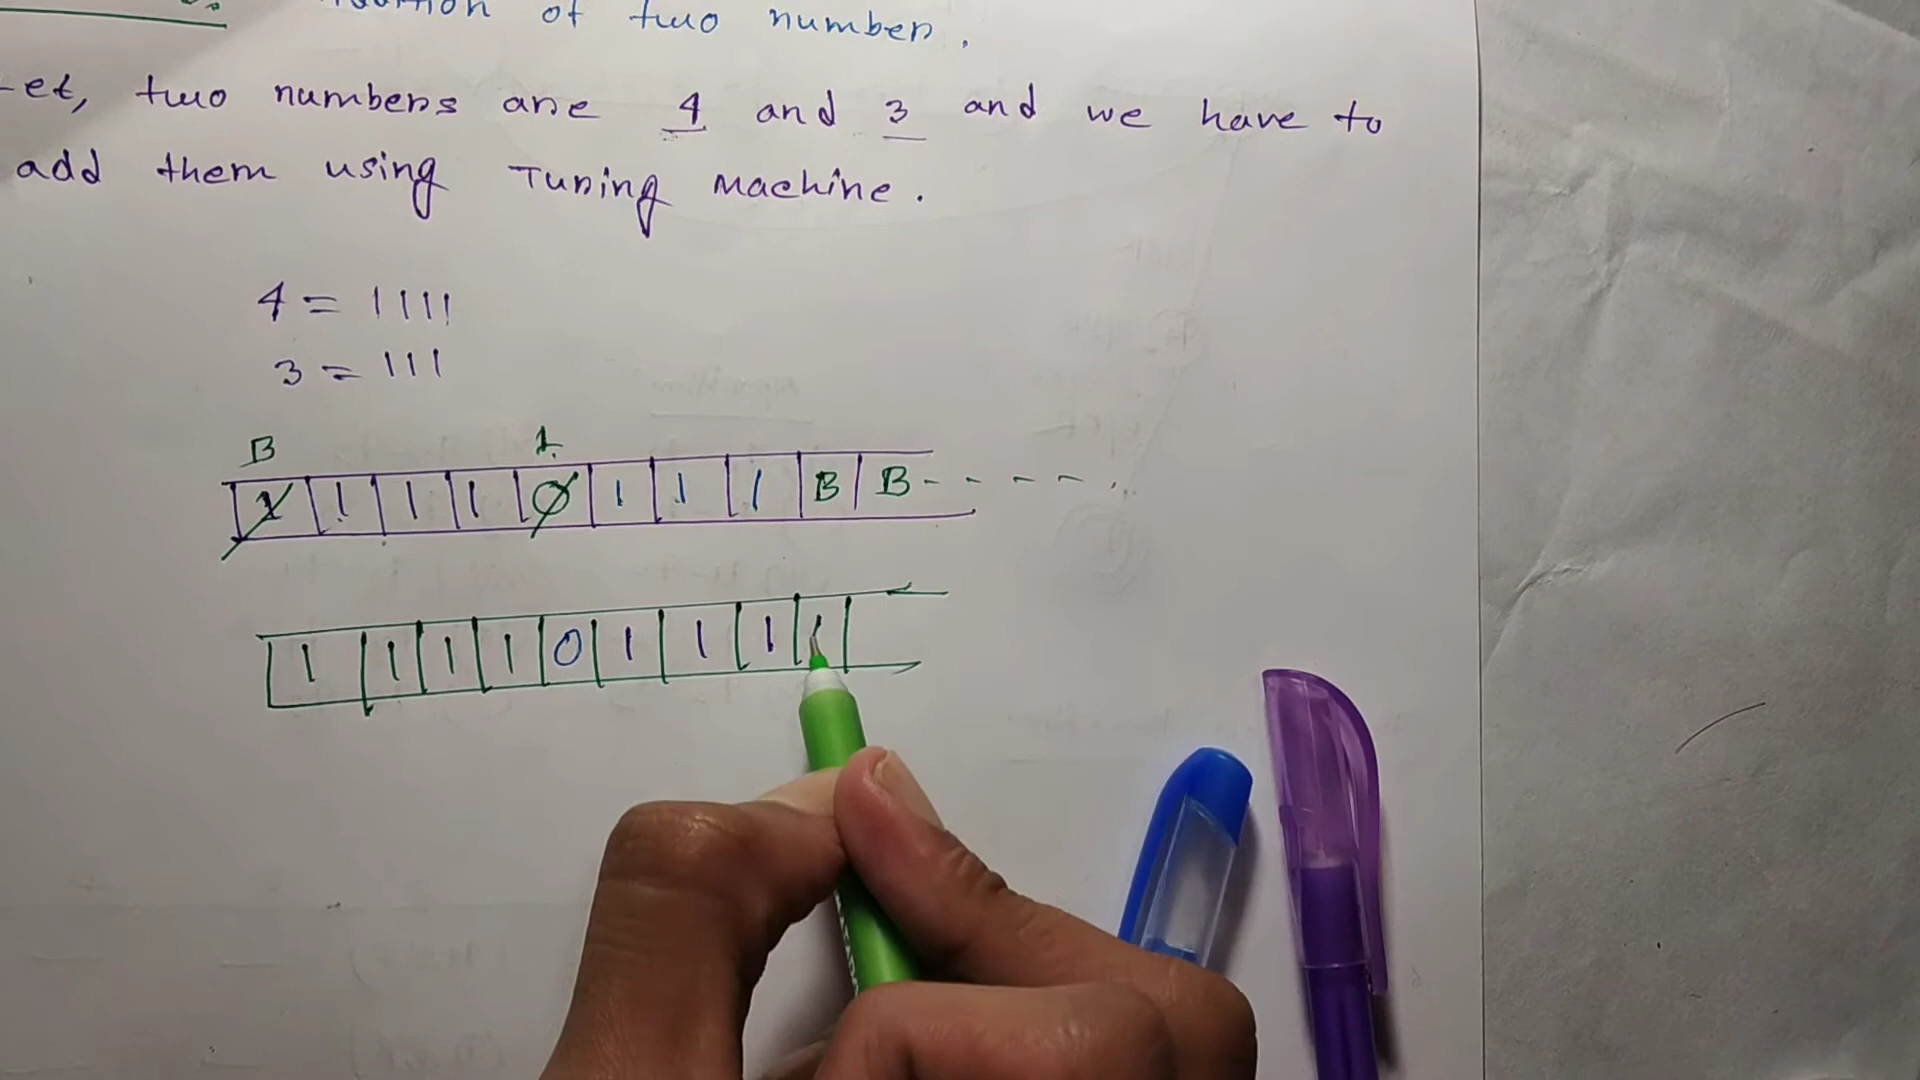 of two number.
two numbers are 4 and 3 and we have to
add them using Turing Machine.
4 = 1111
3 = 111
B 1
1 1 1 1 0 1 1 1 B B - - - - -
1 1 1 1 0 1 1 1 1